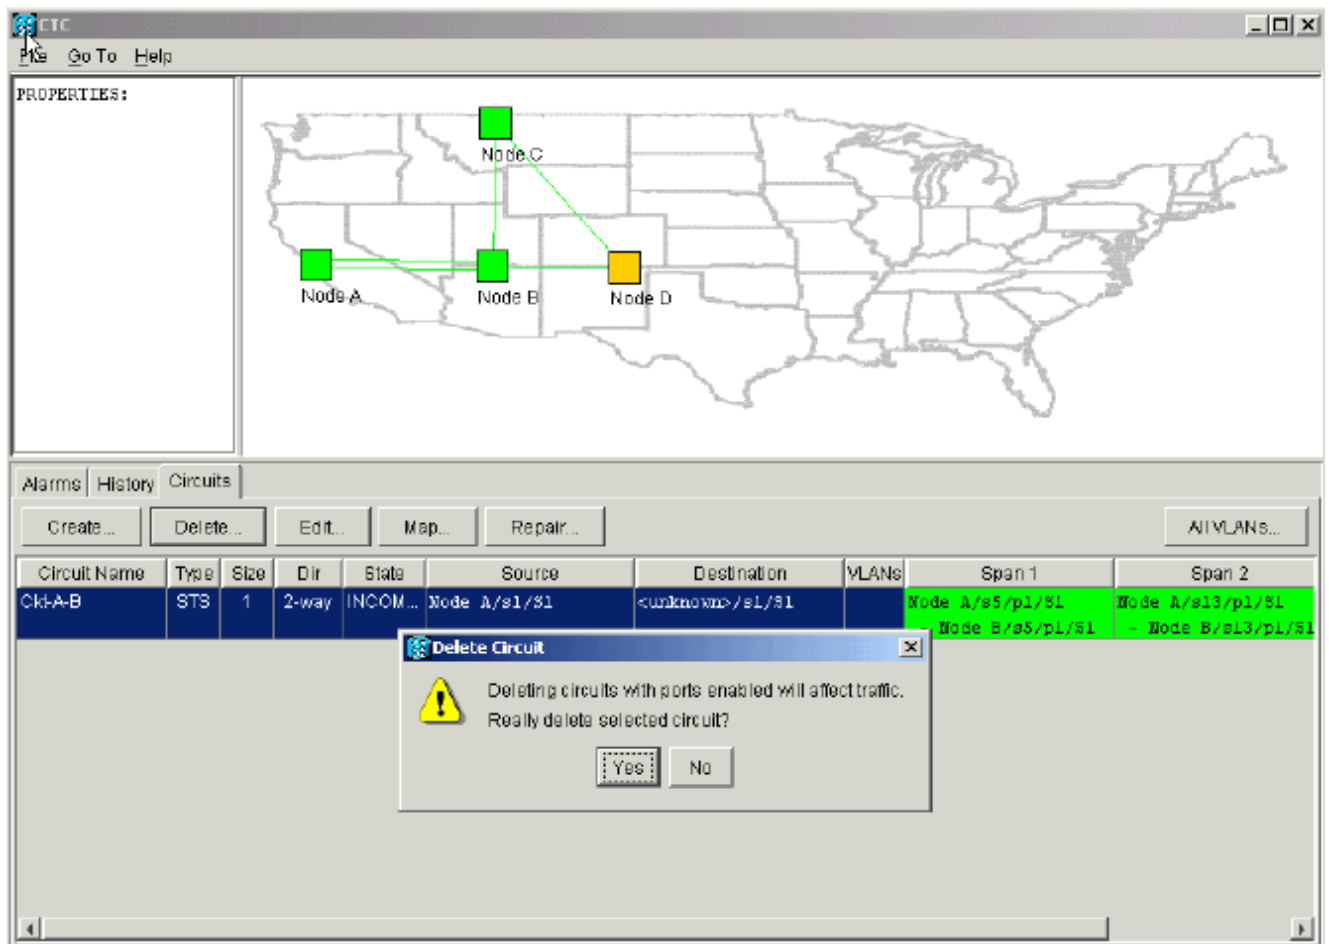 CTC
File Go To Help
PROPERTIES:
Node C
Node A
Node B
Node D
Alarms History Circuits
Create... Delete... Edit... Map... Repair... All VLANs...
Circuit Name Type Size Dir State Source Destination VLANs Span 1 Span 2
Ckt-A-B STS 1 2-way INCOM... Node A/s1/S1 <unknown>/s1/S1 Node A/s5/p1/S1 Node A/s13/p1/S1
- Node B/s5/p1/S1 - Node B/s13/p1/S1
Delete Circuit
Deleting circuits with ports enabled will affect traffic.
Really delete selected circuit?
Yes No